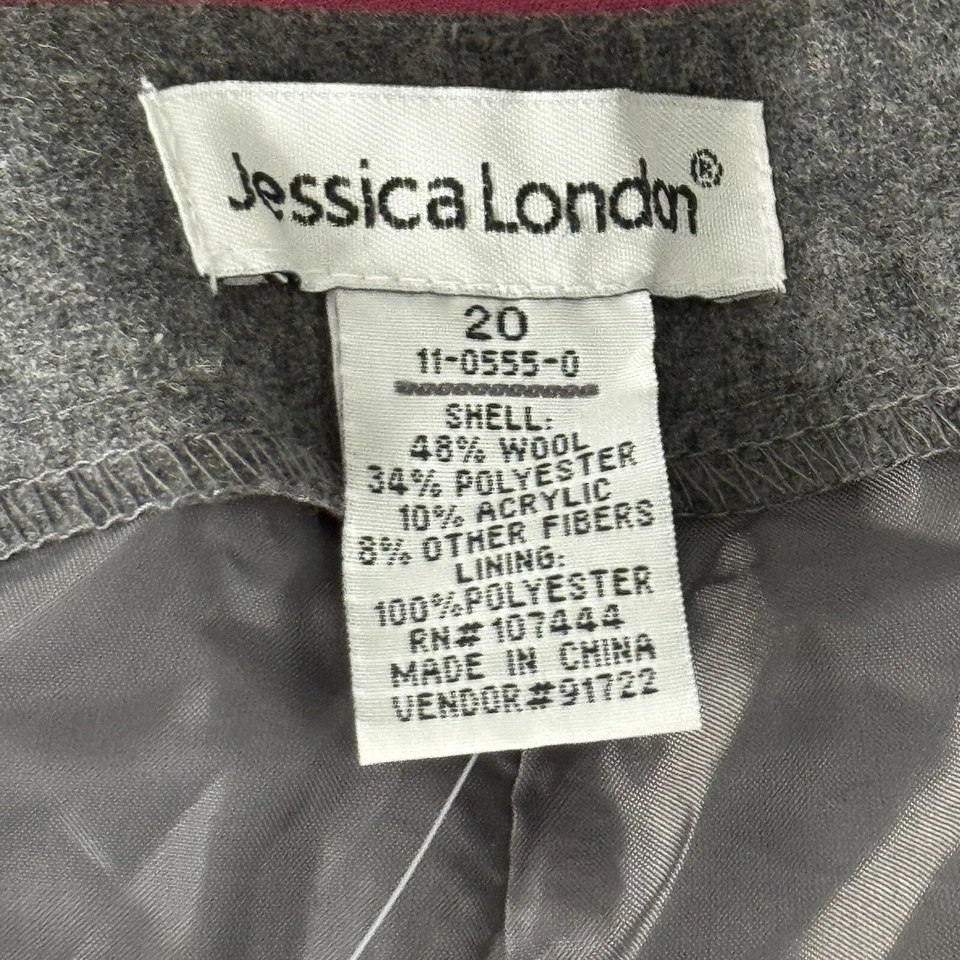 Jessica London®
20
11-0555-0
SHELL:
48% WOOL
34% POLYESTER
10% ACRYLIC
8% OTHER FIBERS
LINING:
100%POLYESTER
RN# 107444
MADE IN CHINA
VENDOR#91722